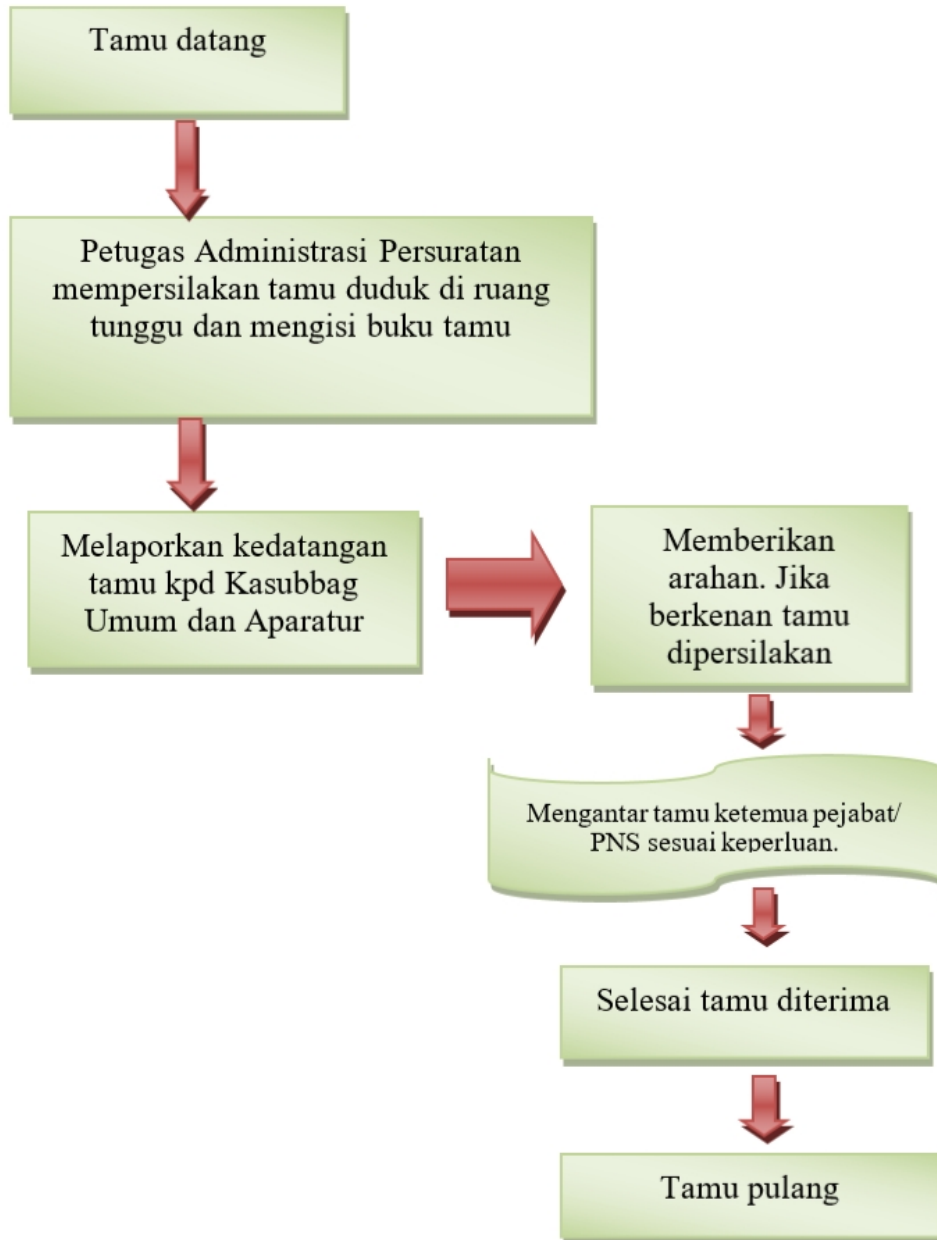 Tamu datang
Petugas Administrasi Persuratan
mempersilakan tamu duduk di ruang
tunggu dan mengisi buku tamu
Melaporkan kedatangan
tamu kpd Kasubbag
Umum dan Aparatur
Memberikan
arahan. Jika
berkenan tamu
dipersilakan
Mengantar tamu ketemua pejabat/
PNS sesuai keperluan.
Selesai tamu diterima
Tamu pulang